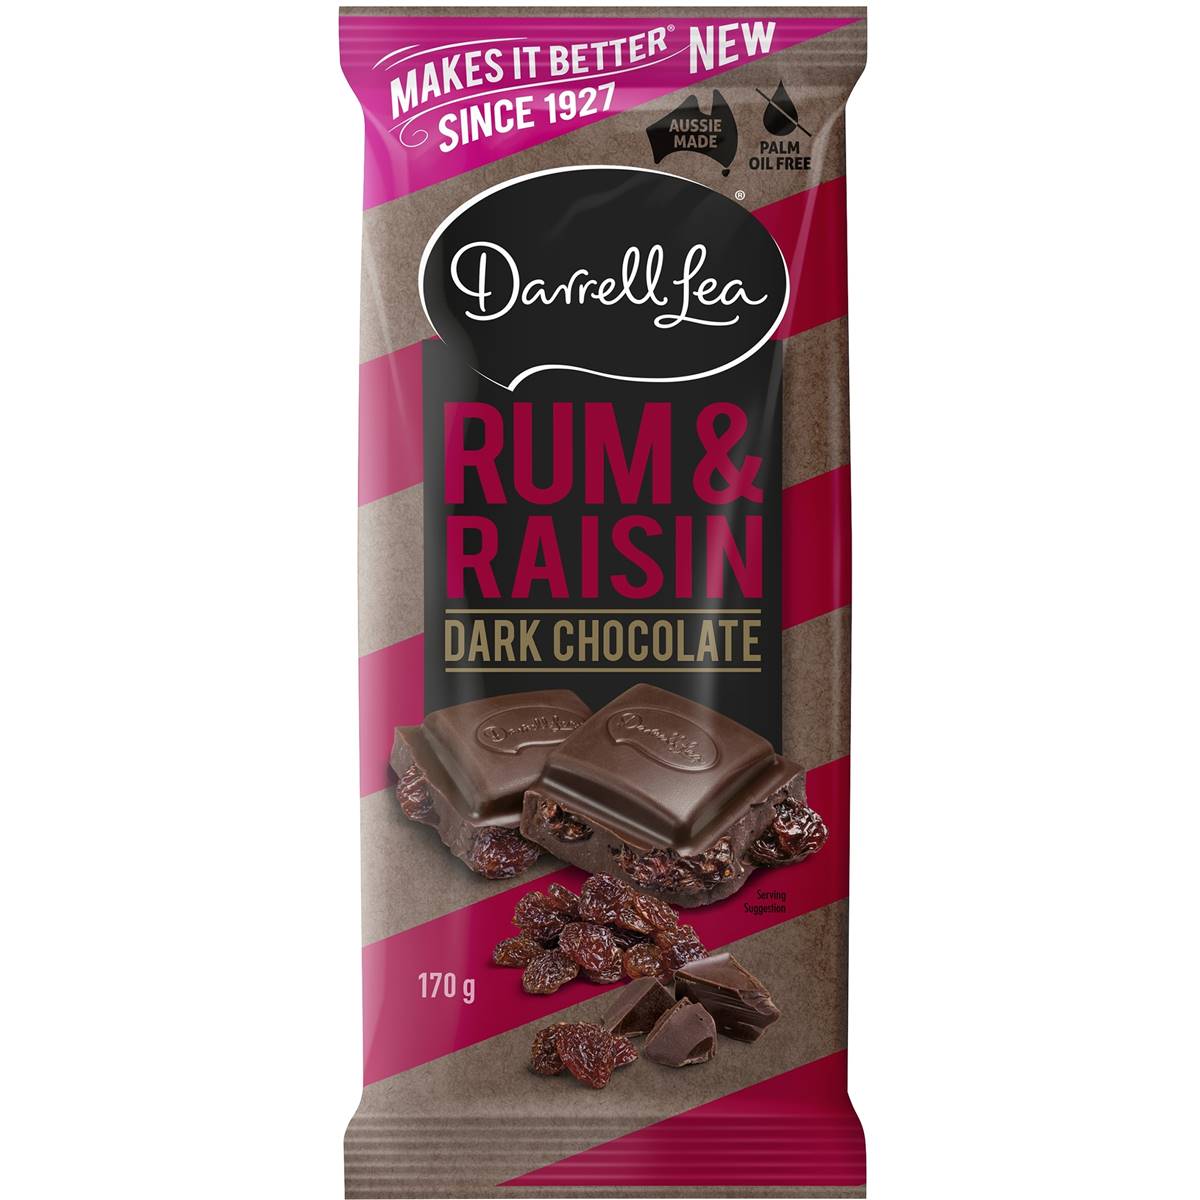 MAKES IT BETTER® NEW
SINCE 1927
AUSSIE
MADE
PALM
OIL FREE
®
Darrell Lea
RUM &
RAISIN
DARK CHOCOLATE
Darrell Lea
Darrell Lea
Serving
Suggestion
170 g